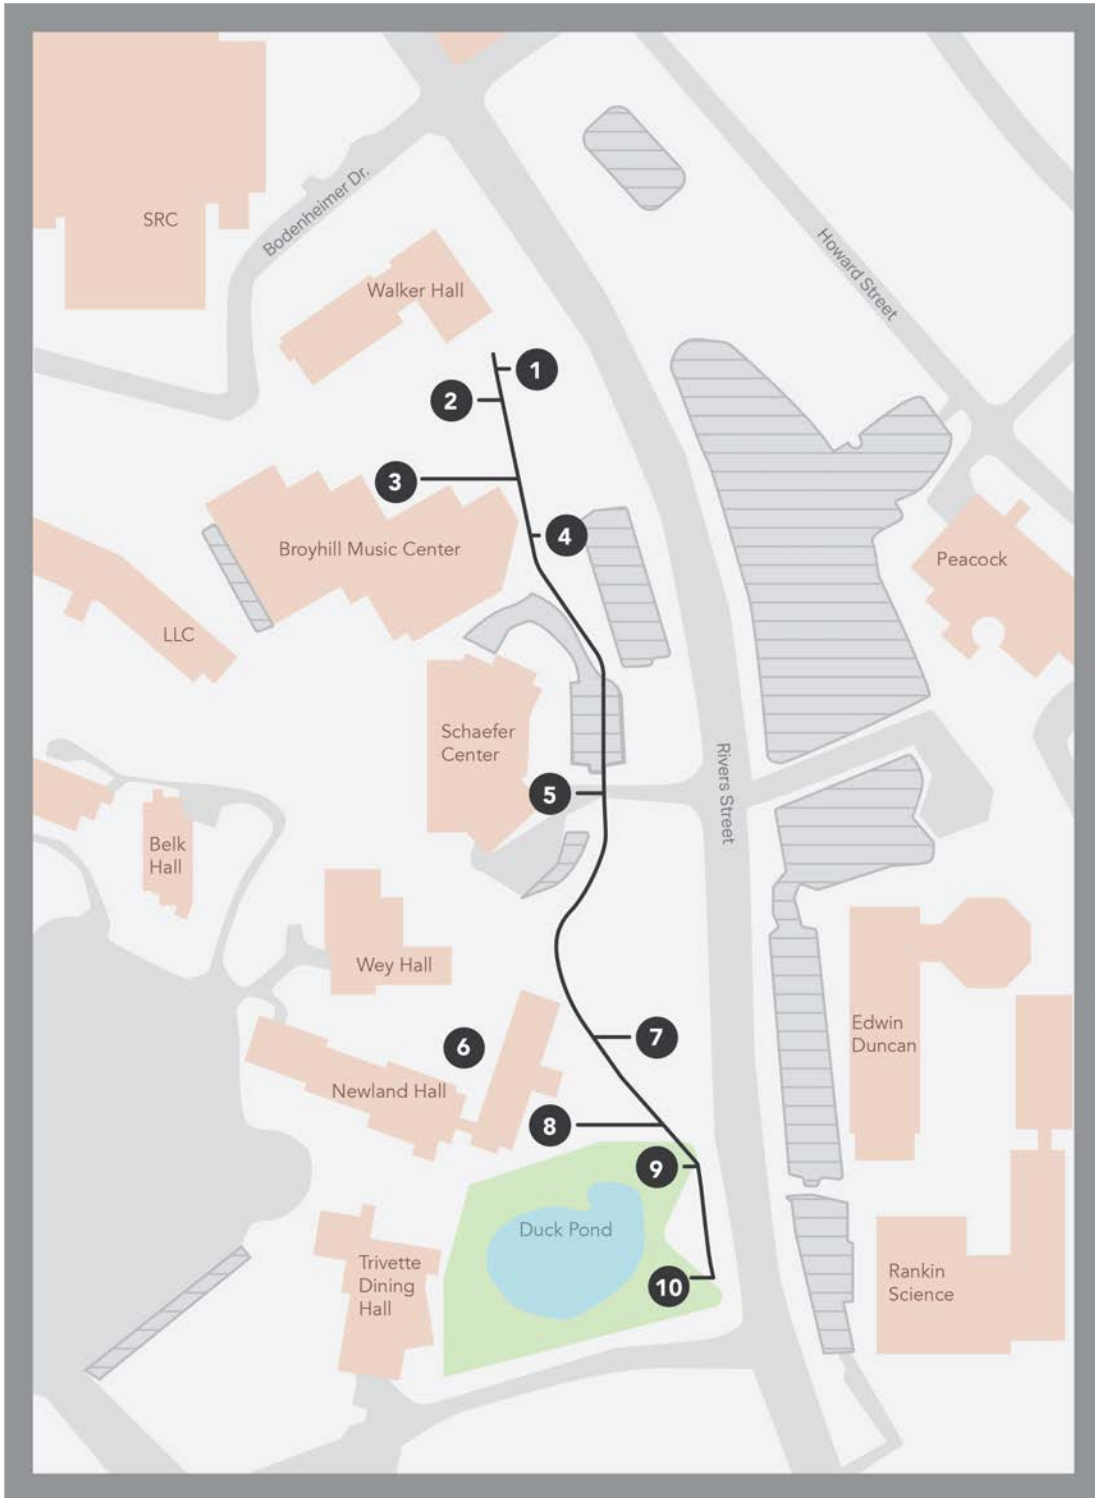 SRC
Bodenheimer Dr.
Walker Hall
Howard Street
1
2
3
4
Broyhill Music Center
Peacock
LLC
Schaefer
Center
Rivers Street
5
Belk
Hall
Wey Hall
Edwin
Duncan
6
7
Newland Hall
8
9
Duck Pond
Trivette
Dining
Hall
10
Rankin
Science